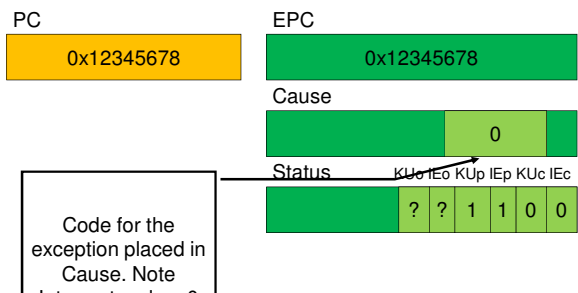 PC
EPC
0x12345678
0x12345678
Cause
0
Status
KUo IEo KUp IEp KUc IEc
? ? 1 1 0 0
Code for the
exception placed in
Cause. Note